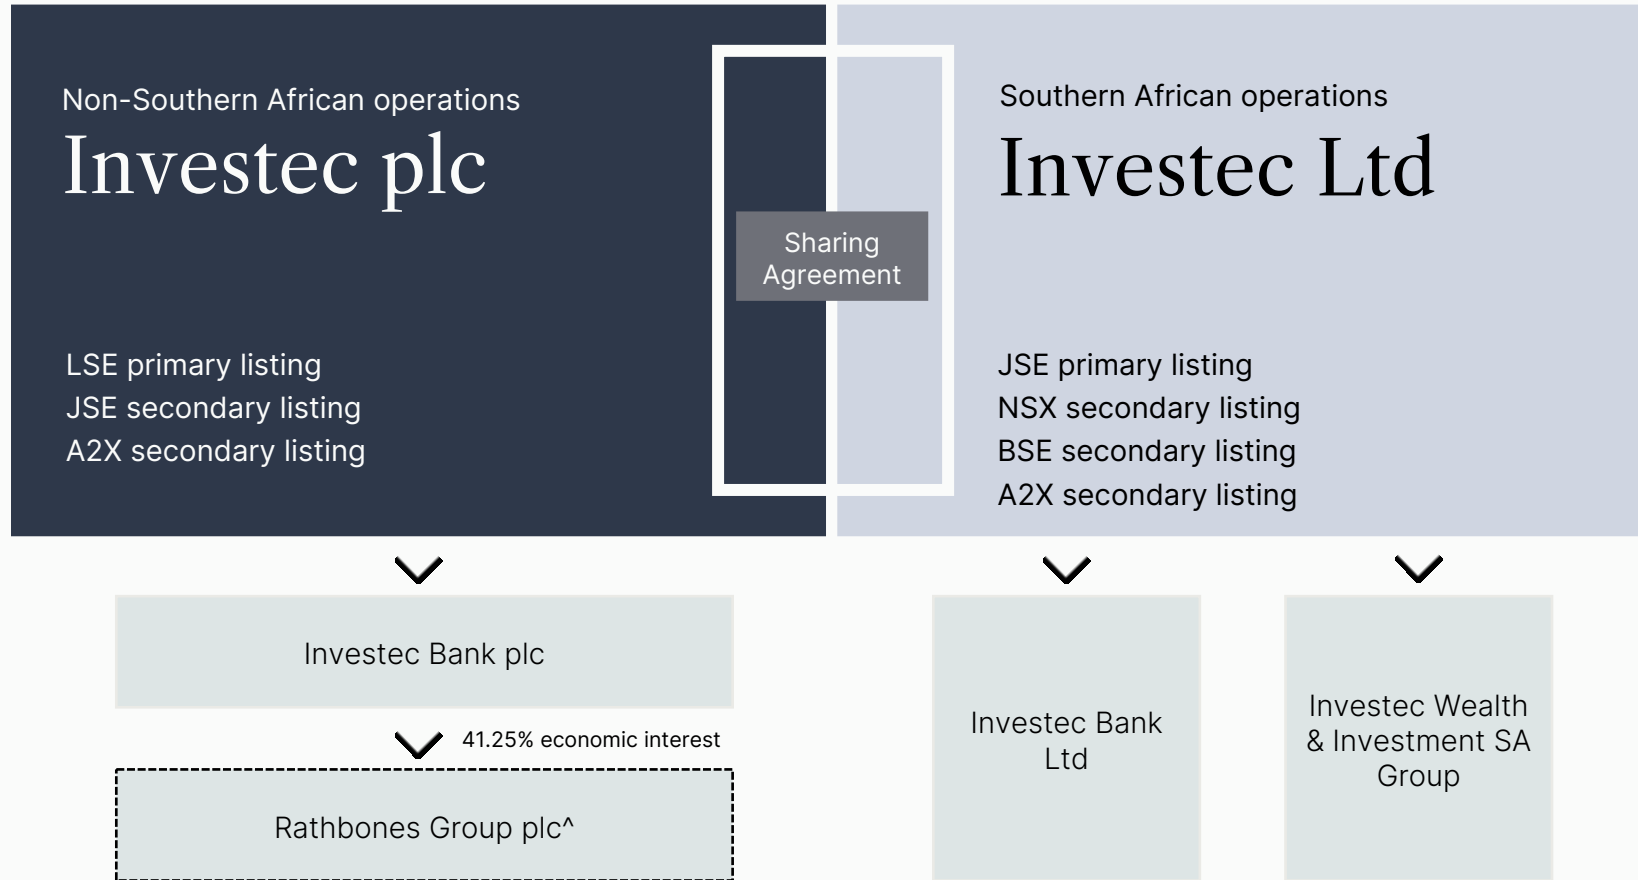 Non-Southern African operations
Investec plc
LSE primary listing
JSE secondary listing
A2X secondary listing
Sharing
Agreement
Southern African operations
Investec Ltd
JSE primary listing
NSX secondary listing
BSE secondary listing
A2X secondary listing
Investec Bank plc
41.25% economic interest
Rathbones Group plc^
Investec Bank
Ltd
Investec Wealth
& Investment SA
Group